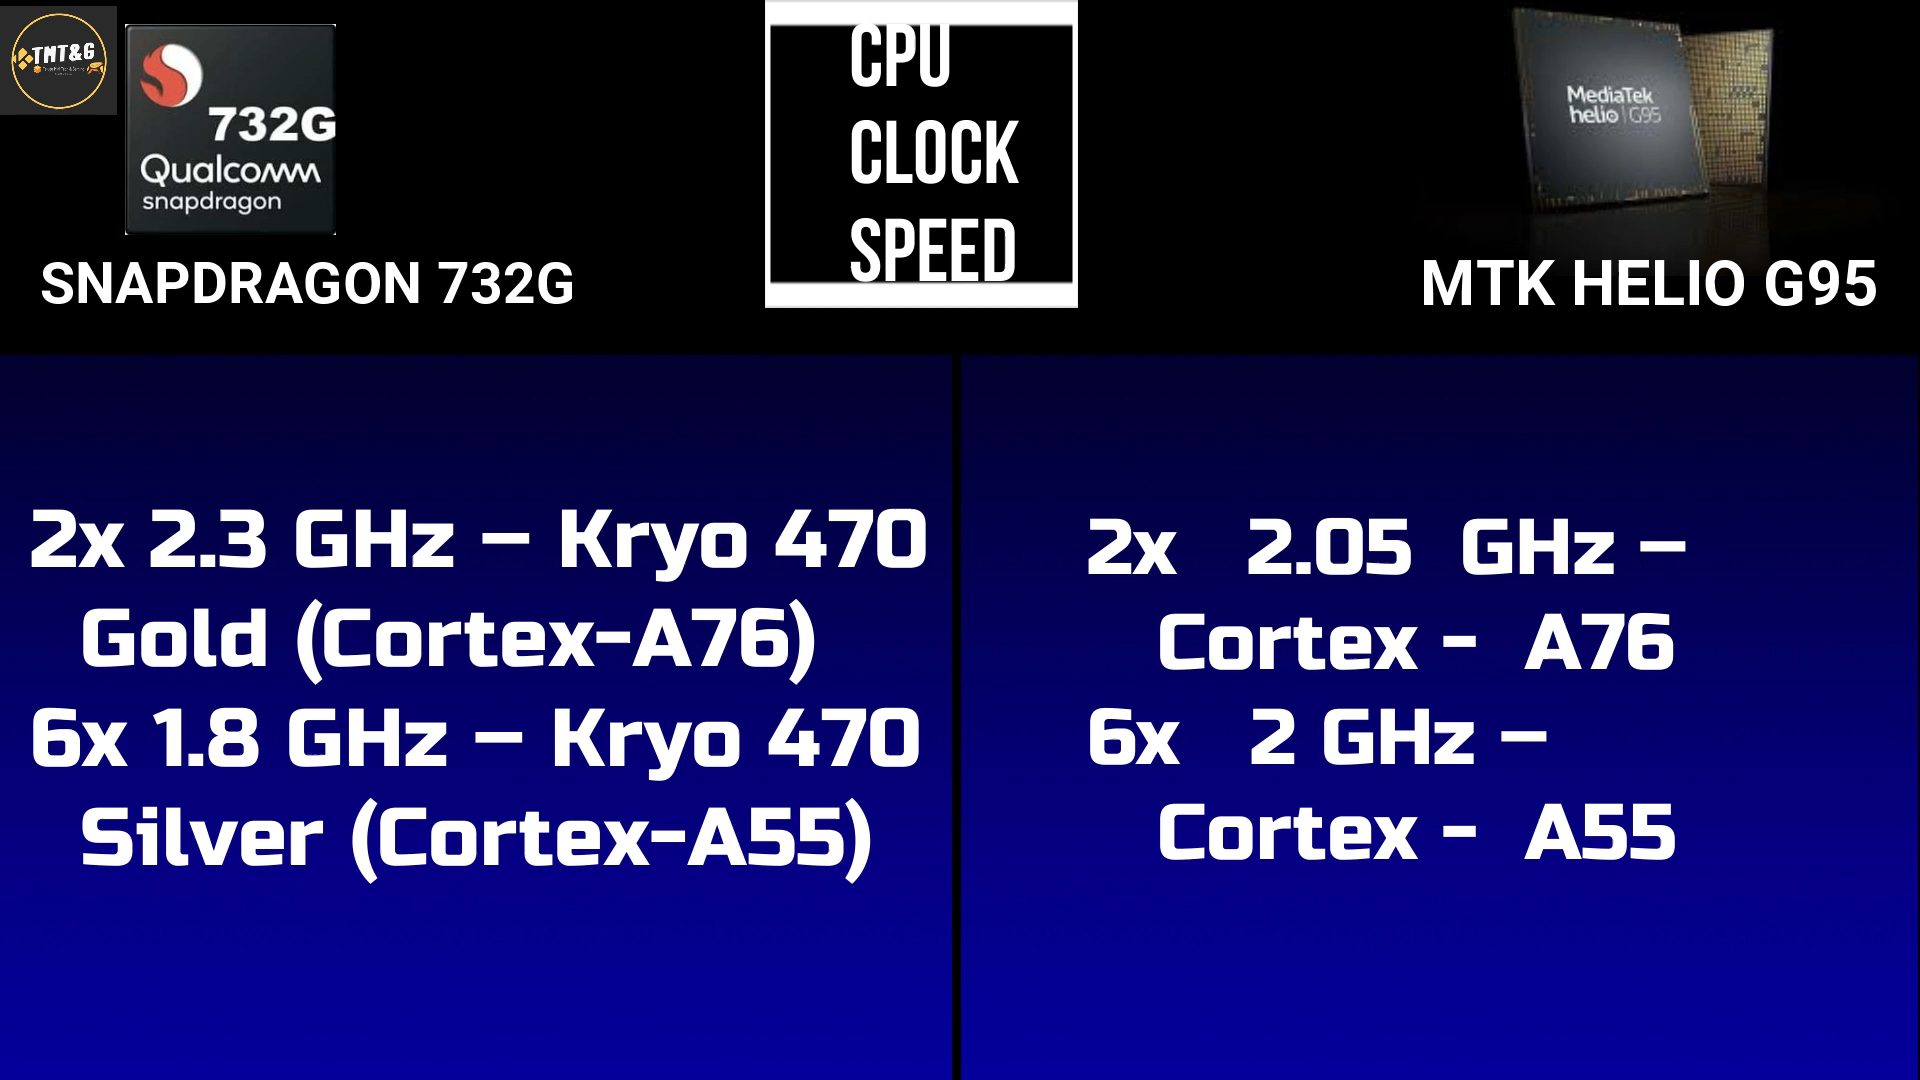 TMT&G
732G
Qualcomm
snapdragon
SNAPDRAGON 732G
CPU
CLOCK
SPEED
MediaTek
helio | G95
MTK HELIO G95
2x 2.3 GHz – Kryo 470
Gold (Cortex-A76)
6x 1.8 GHz – Kryo 470
Silver (Cortex-A55)
2x 2.05 GHz –
Cortex - A76
6x 2 GHz –
Cortex - A55